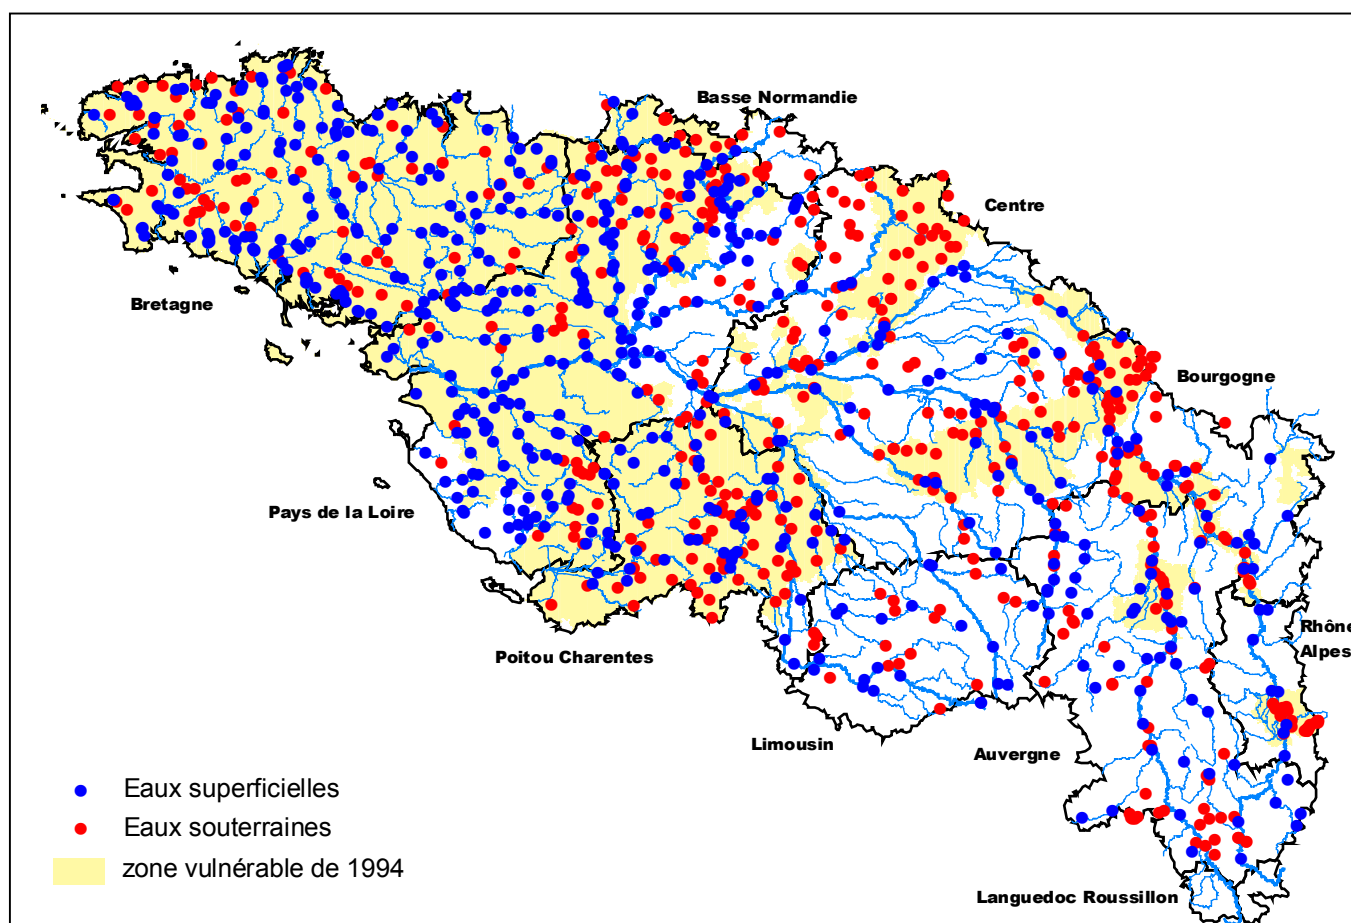 Basse Normandie
Centre
Bretagne
Bourgogne
Pays de la Loire
Poitou Charentes
Rhône
Alpes
Limousin
Auvergne
Eaux superficielles
Eaux souterraines
zone vulnérable de 1994
Languedoc Roussillon